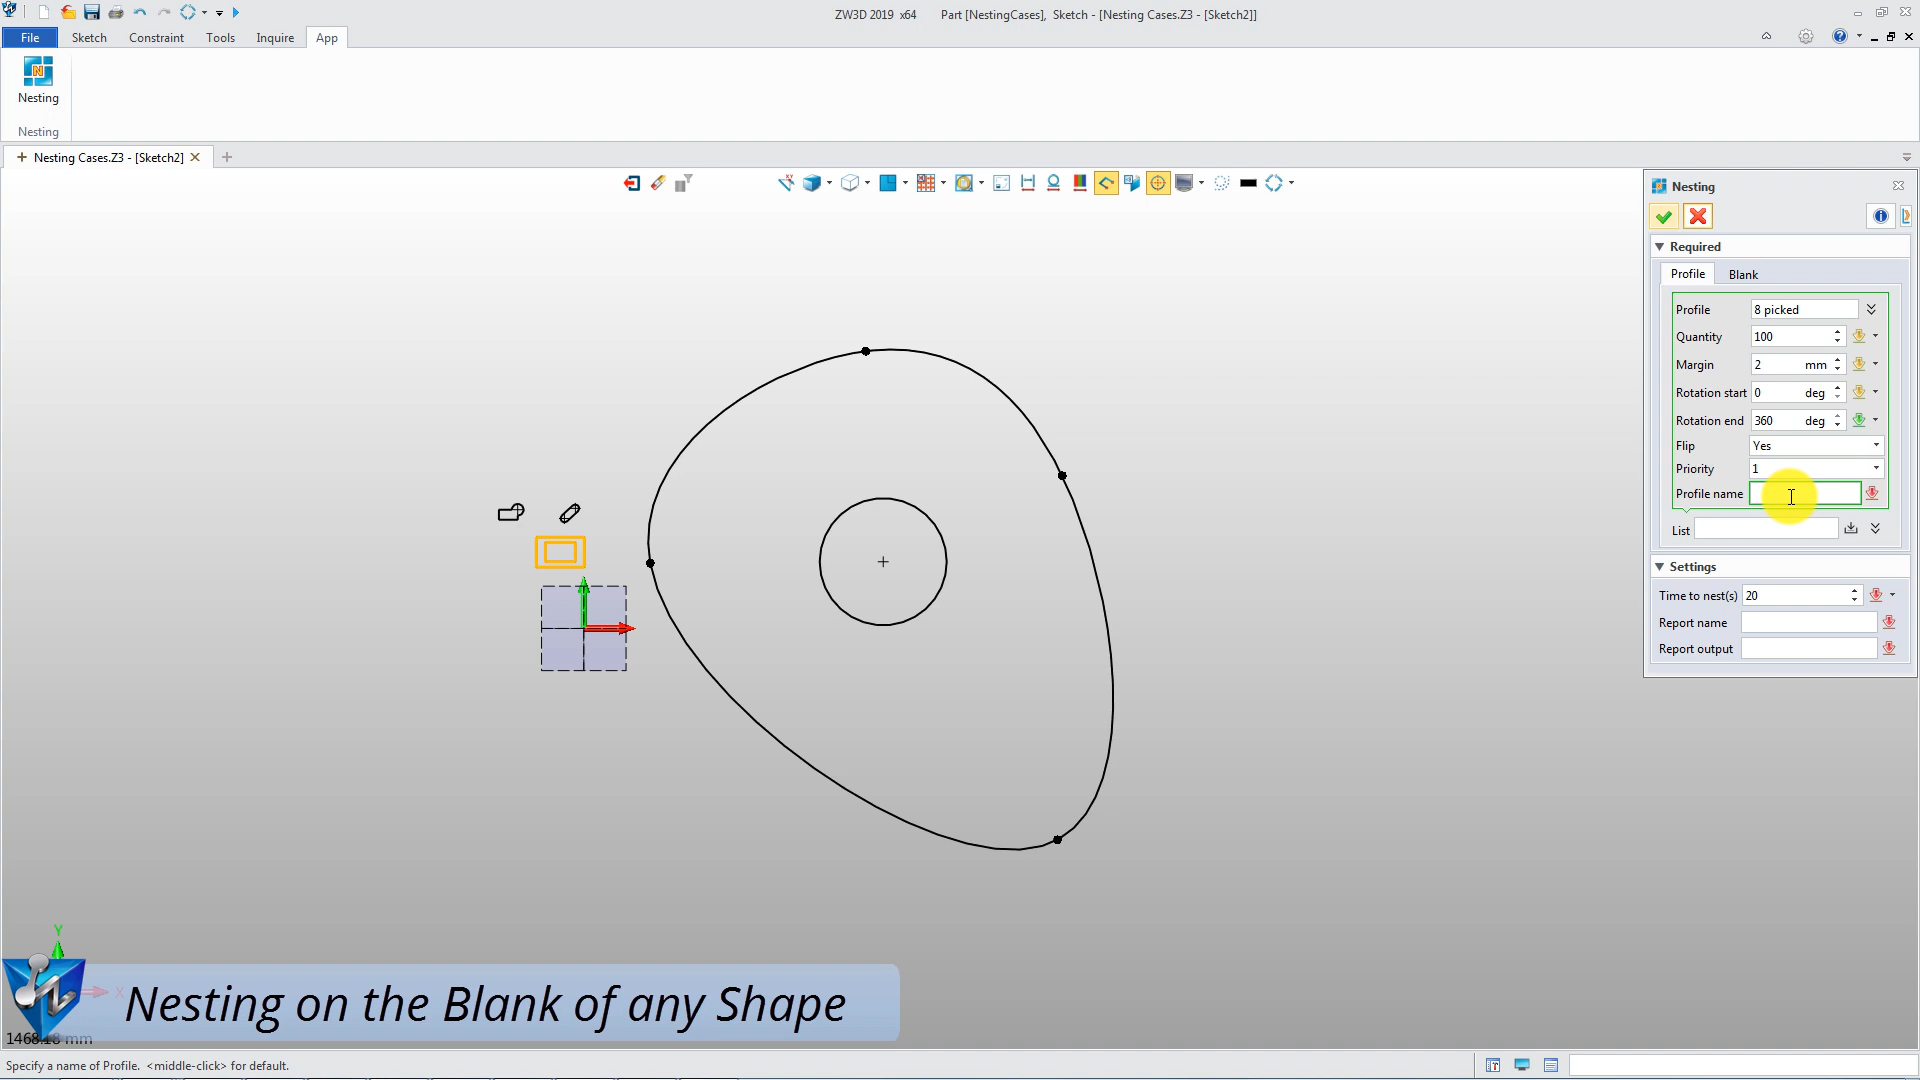 ZW3D 2019 x64 Part [NestingCases], Sketch - [Nesting Cases.Z3 - [Sketch2]]
File Sketch Constraint Tools Inquire App
Nesting
Nesting
Nesting Cases.Z3 - [Sketch2]
Nesting
Required
Profile Blank
Profile 8 picked
Quantity 100
Margin 2 mm
Rotation start 0 deg
Rotation end 360 deg
Flip Yes
Priority 1
Profile name
List
Settings
Time to nest(s) 20
Report name
Report output
Y
X
Nesting on the Blank of any Shape
mm
Specify a name of Profile. <middle-click> for default.